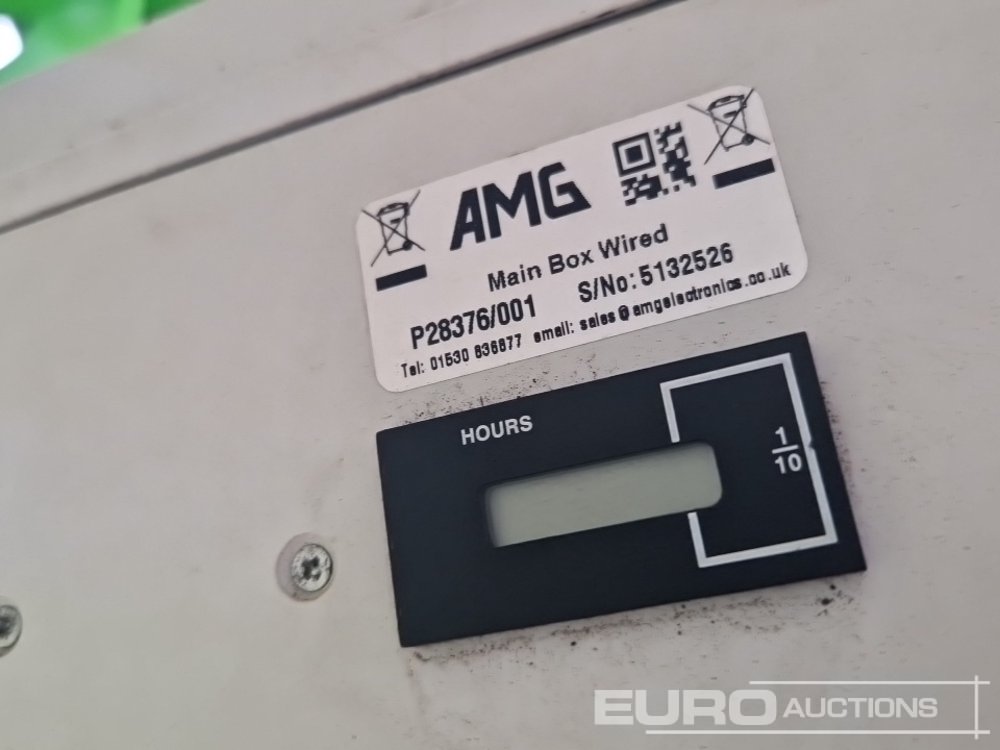 AMG
Main Box Wired
P28376/001 S/No: 5132526
Tel: 01530 836877 email: sales@amgelectronics.co.uk
HOURS
1
10
EURO AUCTIONS